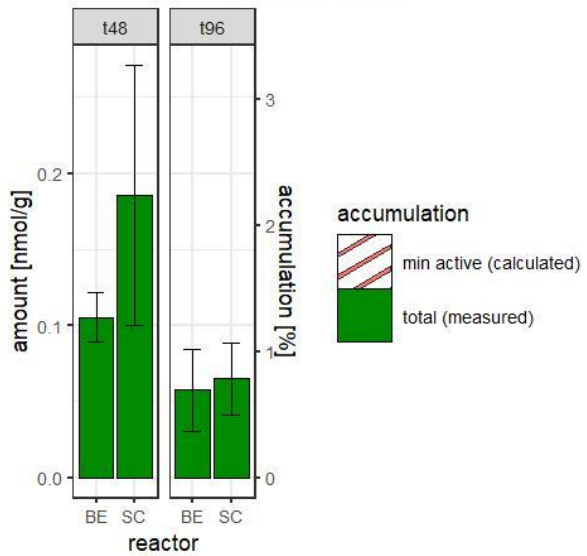 t48 t96
3
0.2
2
0.1
1
0.0
0
amount [nmol/g]
accumulation [%]
BE SC BE SC
reactor
accumulation
min active (calculated)
total (measured)